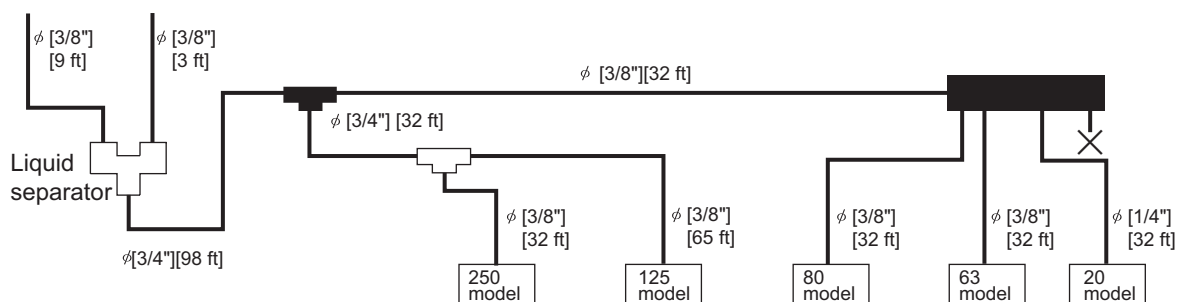 ϕ [3/8"]
[9 ft]
ϕ [3/8"]
[3 ft]
ϕ [3/8"][32 ft]
ϕ [3/4"] [32 ft]
Liquid
separator
ϕ[3/4"][98 ft]
ϕ [3/8"]
[32 ft]
ϕ [3/8"]
[65 ft]
ϕ [3/8"]
[32 ft]
ϕ [3/8"]
[32 ft]
ϕ [1/4"]
[32 ft]
250
model
125
model
80
model
63
model
20
model